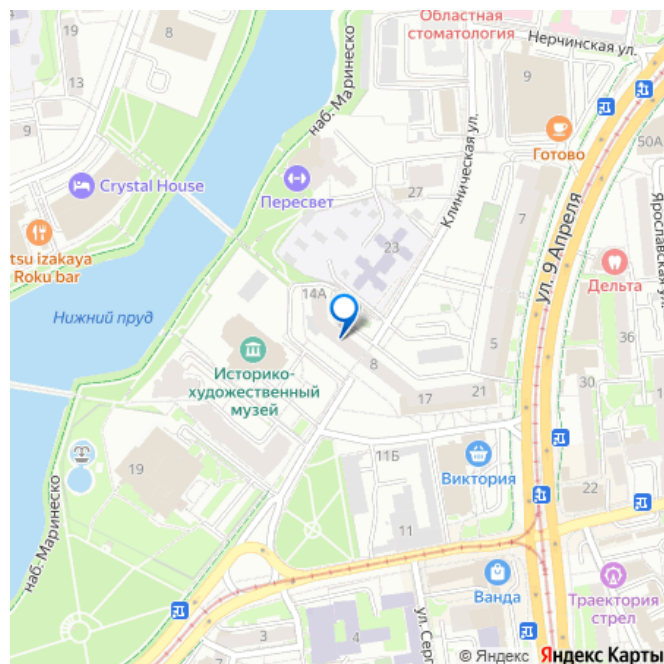 Областная
стоматология
Нерчинская ул.
8
9
13
9
наб. Маринеско
Готово
50А
Crystal House
Пересвет
27
Клиническая ул.
7
Ярославская ул.
tsu izakaya
Roku bar
23
ул. 9 Апреля
Дельта
14А
Нижний пруд
8
5
36
Историко-
художественный
музей
30
17
21
11Б
Виктория
19
22
наб. Маринеско
11
Ванда
Траектория
стрел
7
3
4
ул. Серг
© Яндекс
Яндекс Карты